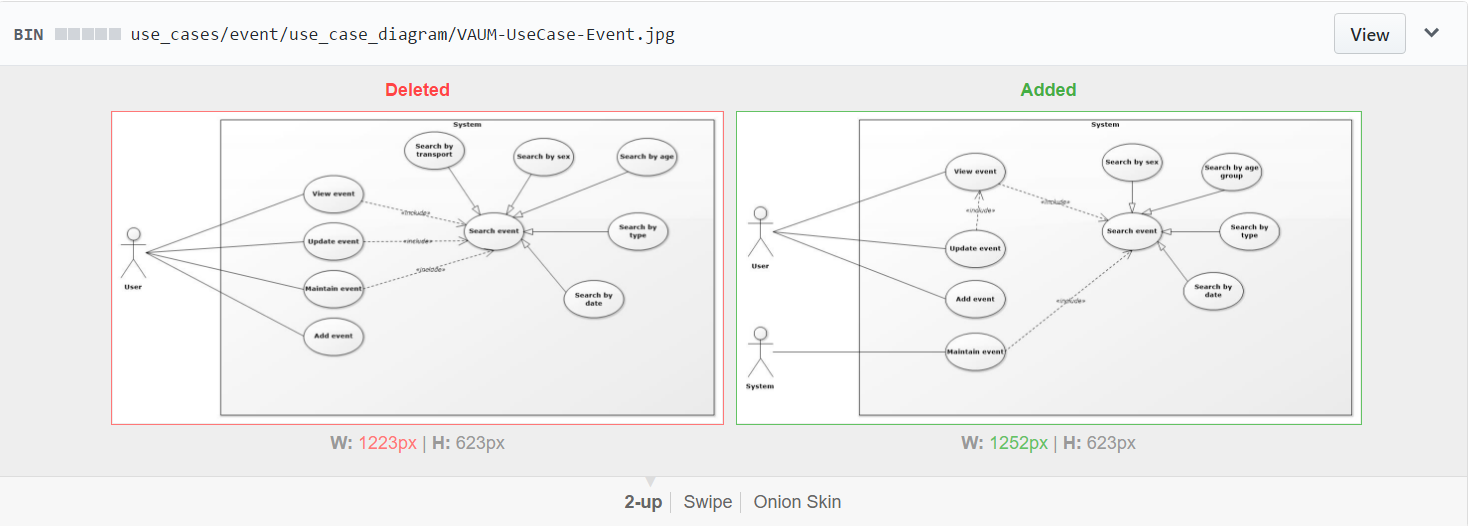 BIN use_cases/event/use_case_diagram/VAUM-UseCase-Event.jpg View
Deleted
System
Search by
transport
Search by sex
Search by age
View event
«include»
Search event
Search by
type
Update event
«include»
«include»
User
Maintain event
Search by
date
Add event
W: 1223px | H: 623px
Added
System
Search by sex
Search by age
group
View event
«include»
«include»
Search event
Search by
type
User
Update event
Add event
Search by
date
«include»
Maintain event
System
W: 1252px | H: 623px
2-up Swipe Onion Skin